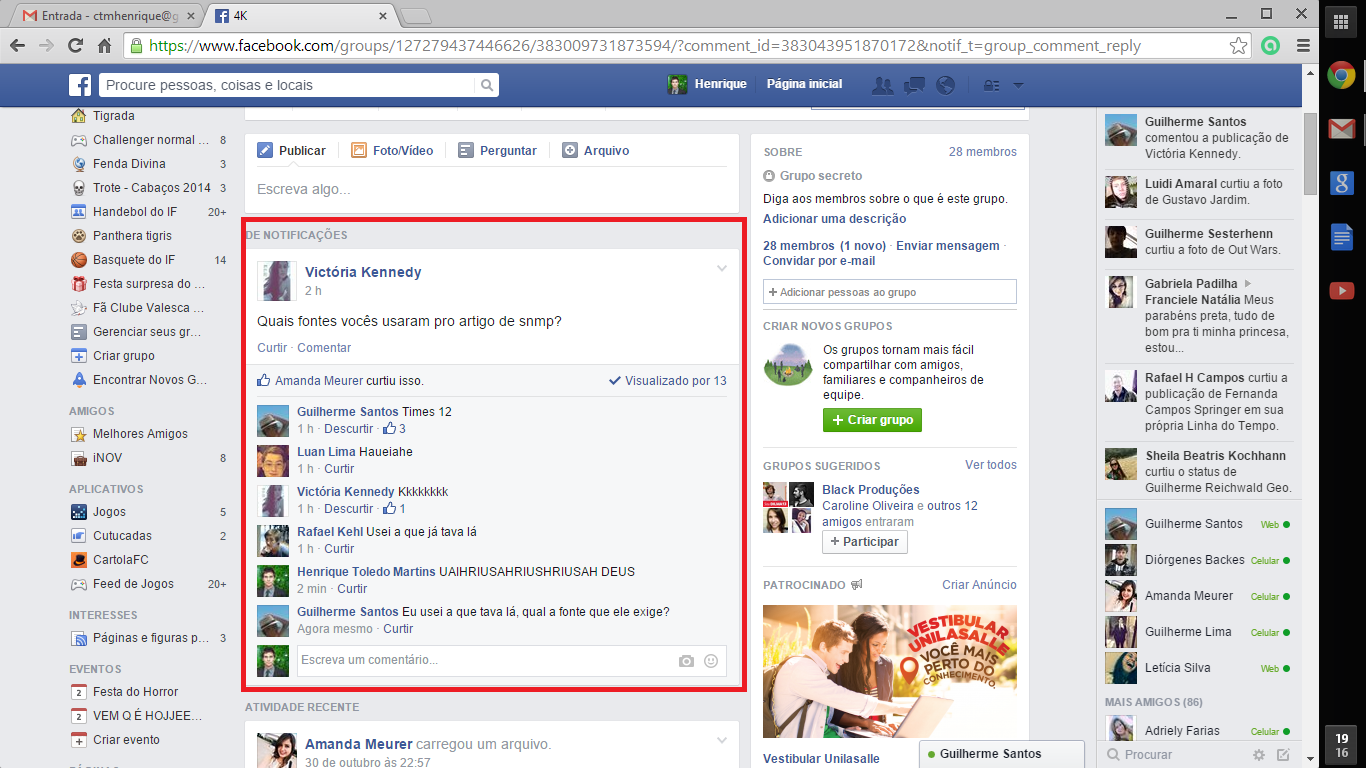 Entrada - ctmhenrique@g
4K
https://www.facebook.com/groups/127279437446626/383009731873594/?comment_id=383043951870172&notif_t=group_comment_reply
Procure pessoas, coisas e locais
Henrique
Página inicial
Tigrada
Challenger normal ... 8
Fenda Divina 3
Trote - Cabaços 2014 3
Handebol do IF 20+
Panthera tigris
Basquete do IF 14
Festa surpresa do ...
Fã Clube Valesca ...
Gerenciar seus gr...
Criar grupo
Encontrar Novos G...
AMIGOS
Melhores Amigos
iNOV 8
APLICATIVOS
Jogos 5
Cutucadas 2
CartolaFC
Feed de Jogos 20+
INTERESSES
Páginas e figuras p... 3
EVENTOS
2 Festa do Horror
2 VEM Q É HOJJEE...
Criar evento
Publicar
Foto/Vídeo
Perguntar
Arquivo
Escreva algo...
DE NOTIFICAÇÕES
Victória Kennedy
2 h
Quais fontes vocês usaram pro artigo de snmp?
Curtir · Comentar
Amanda Meurer curtiu isso.
Visualizado por 13
Guilherme Santos Times 12
1 h · Descurtir · 3
Luan Lima Haueiahe
1 h · Curtir
Victória Kennedy Kkkkkkkk
1 h · Descurtir · 1
Rafael Kehl Usei a que já tava lá
1 h · Curtir
Henrique Toledo Martins UAIHRIUSAHRIUSHRIUSAH DEUS
2 min · Curtir
Guilherme Santos Eu usei a que tava lá, qual a fonte que ele exige?
Agora mesmo · Curtir
Escreva um comentário...
ATIVIDADE RECENTE
Amanda Meurer carregou um arquivo.
30 de outubro às 22:57
SOBRE
28 membros
Grupo secreto
Diga aos membros sobre o que é este grupo.
Adicionar uma descrição
28 membros (1 novo) · Enviar mensagem ·
Convidar por e-mail
+ Adicionar pessoas ao grupo
CRIAR NOVOS GRUPOS
Os grupos tornam mais fácil
compartilhar com amigos,
familiares e companheiros de
equipe.
+ Criar grupo
GRUPOS SUGERIDOS
Ver todos
Black Produções
Caroline Oliveira e outros 12
amigos entraram
+ Participar
PATROCINADO
Criar Anúncio
VESTIBULAR
UNILASALLE
VOCÊ MAIS
PERTO DO
CONHECIMENTO.
Vestibular Unilasalle
Guilherme Santos
comentou a publicação de
Victória Kennedy.
Luidi Amaral curtiu a foto
de Gustavo Jardim.
Guilherme Sesterhenn
curtiu a foto de Out Wars.
Gabriela Padilha
Franciele Natália Meus
parabéns preta, tudo de
bom pra ti minha princesa,
estou...
Rafael H Campos curtiu a
publicação de Fernanda
Campos Springer em sua
própria Linha do Tempo.
Sheila Beatris Kochhann
curtiu o status de
Guilherme Reichwald Geo.
Guilherme Santos Web
Diôrgenes Backes Celular
Amanda Meurer Celular
Guilherme Lima Celular
Letícia Silva Web
MAIS AMIGOS (86)
Adriely Farias Celular
Procurar
Guilherme Santos
19
16